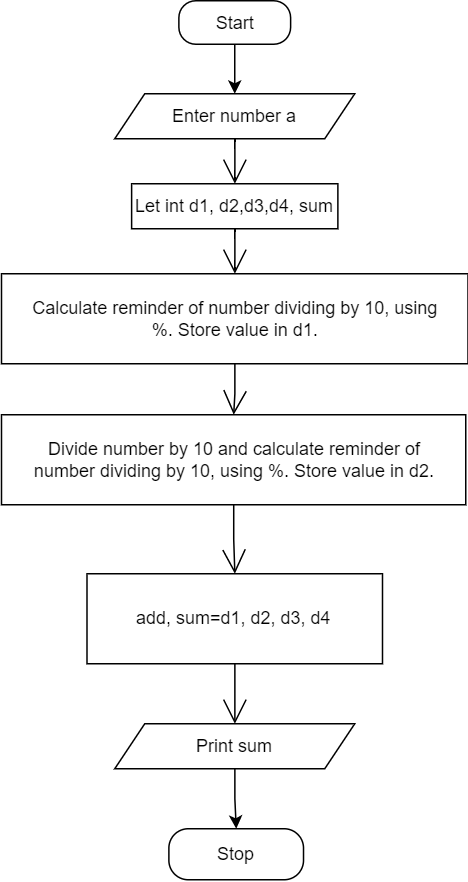 Start
Enter number a
Let int d1, d2,d3,d4, sum
Calculate reminder of number dividing by 10, using
%. Store value in d1.
Divide number by 10 and calculate reminder of
number dividing by 10, using %. Store value in d2.
add, sum=d1, d2, d3, d4
Print sum
Stop